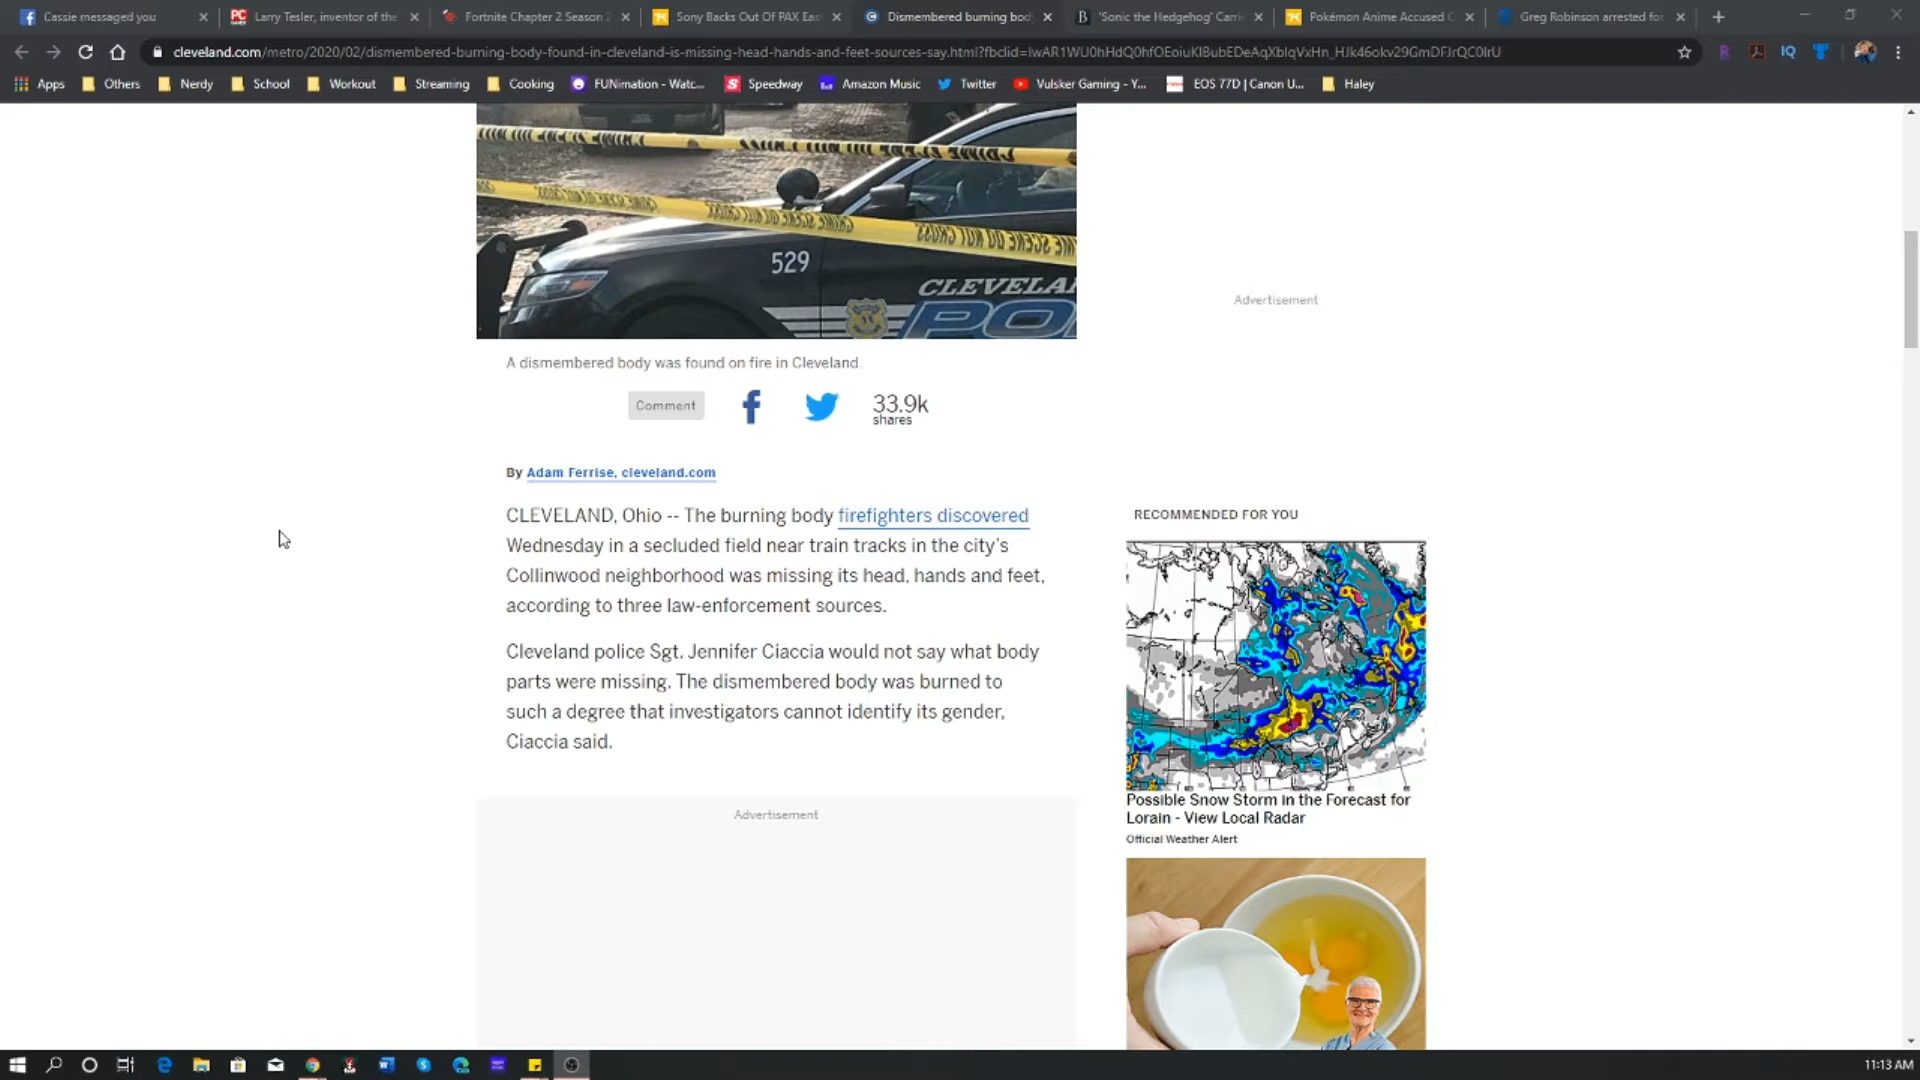 Cassie messaged you
Larry Tesler, inventor of the
Fortnite Chapter 2 Season 2
Sony Backs Out Of PAX Eas
Dismembered burning bod
'Sonic the Hedgehog' Carri
Pokémon Anime Accused O
Greg Robinson arrested for
cleveland.com/metro/2020/02/dismembered-burning-body-found-in-cleveland-is-missing-head-hands-and-feet-sources-say.html?fbclid=IwAR1WU0hHdQ0hfOEoiuKIBubEDeAqXbIqVxHn_HJk46okv29GmDFJrQC0IrU
Apps Others Nerdy School Workout Streaming Cooking FUNimation - Watc... Speedway Amazon Music Twitter Vulsker Gaming - Y... EOS 77D | Canon U... Haley
529
CLEVELA
PO
Advertisement
A dismembered body was found on fire in Cleveland.
Comment
33.9k
shares
By Adam Ferrise, cleveland.com
CLEVELAND, Ohio -- The burning body firefighters discovered
Wednesday in a secluded field near train tracks in the city's
Collinwood neighborhood was missing its head, hands and feet,
according to three law-enforcement sources.
Cleveland police Sgt. Jennifer Ciaccia would not say what body
parts were missing. The dismembered body was burned to
such a degree that investigators cannot identify its gender,
Ciaccia said.
Advertisement
RECOMMENDED FOR YOU
Possible Snow Storm in the Forecast for
Lorain - View Local Radar
Official Weather Alert
11:13 AM